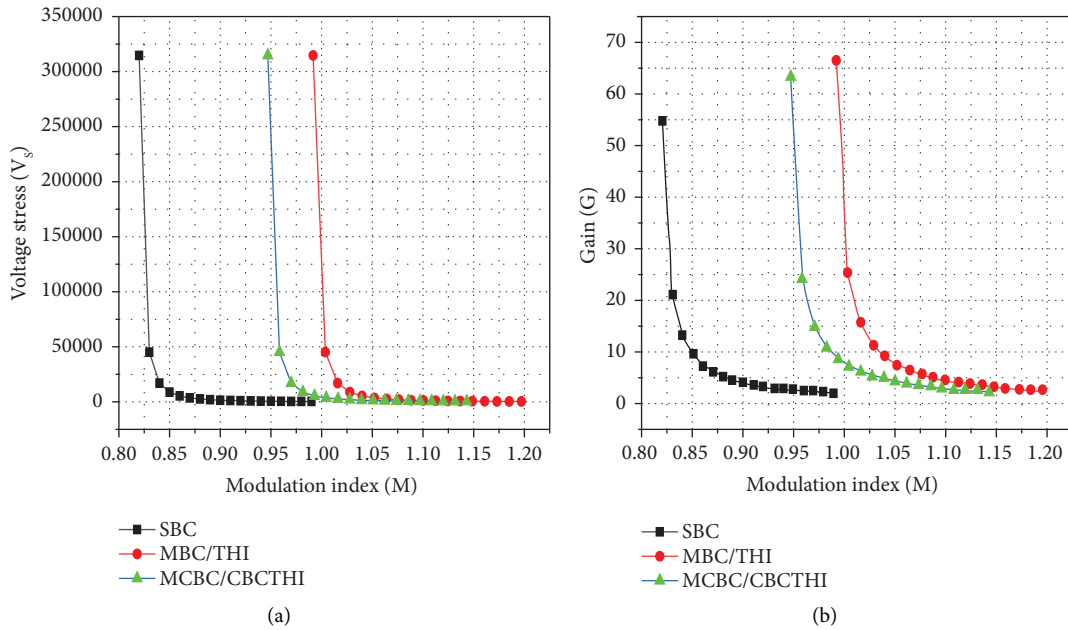 350000
300000
250000
200000
150000
100000
50000
0
Voltage stress (VS)
0.80 0.85 0.90 0.95 1.00 1.05 1.10 1.15 1.20
Modulation index (M)
SBC
MBC/THI
MCBC/CBCTHI
(a)
70
60
50
40
30
20
10
0
Gain (G)
0.80 0.85 0.90 0.95 1.00 1.05 1.10 1.15 1.20
Modulation index (M)
SBC
MBC/THI
MCBC/CBCTHI
(b)